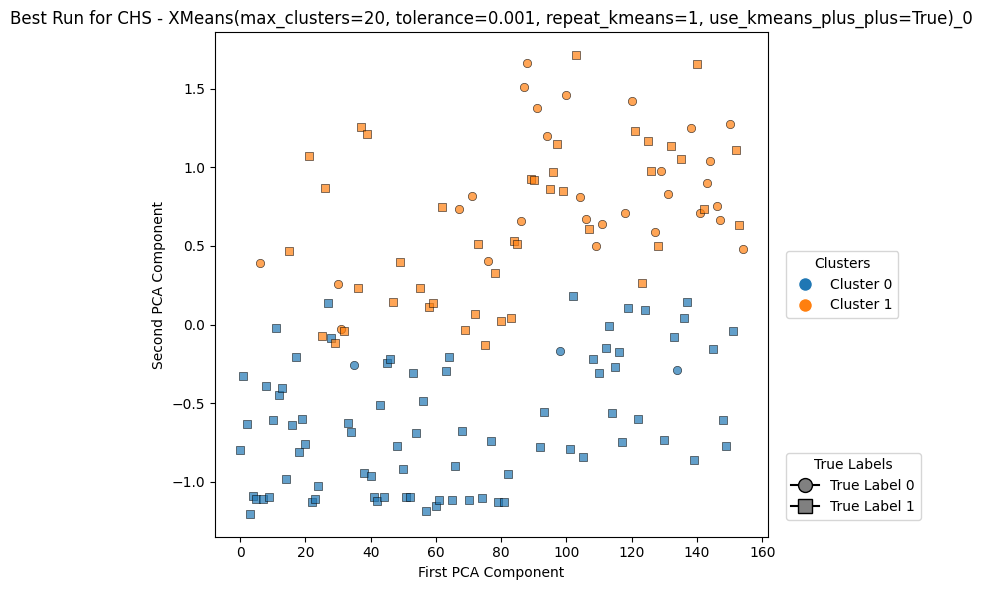 Best Run for CHS - XMeans(max_clusters=20, tolerance=0.001, repeat_kmeans=1, use_kmeans_plus_plus=True)_0
Second PCA Component
1.5
1.0
0.5
0.0
−0.5
−1.0
0 20 40 60 80 100 120 140 160
First PCA Component
Clusters
Cluster 0
Cluster 1
True Labels
True Label 0
True Label 1